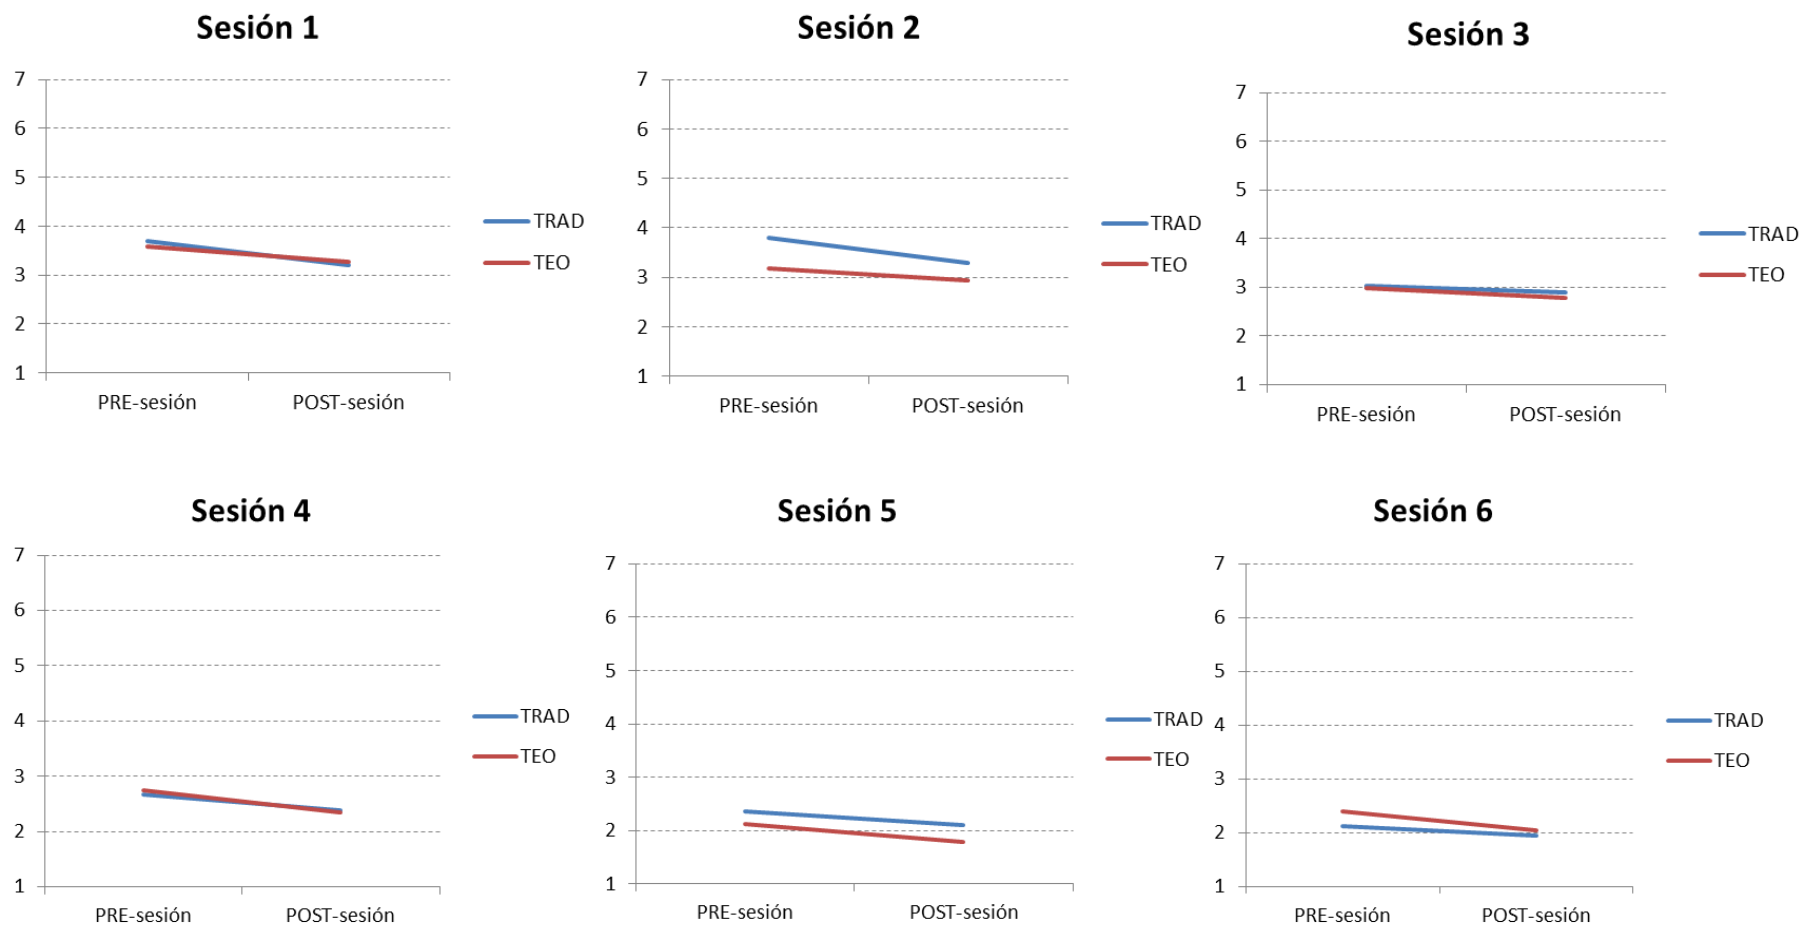 Sesión 1
7
6
5
4
3
2
1
PRE-sesión POST-sesión
TRAD
TEO
Sesión 2
7
6
5
4
3
2
1
PRE-sesión POST-sesión
TRAD
TEO
Sesión 3
7
6
5
4
3
2
1
PRE-sesión POST-sesión
TRAD
TEO
Sesión 4
7
6
5
4
3
2
1
PRE-sesión POST-sesión
TRAD
TEO
Sesión 5
7
6
5
4
3
2
1
PRE-sesión POST-sesión
TRAD
TEO
Sesión 6
7
6
5
4
3
2
1
PRE-sesión POST-sesión
TRAD
TEO